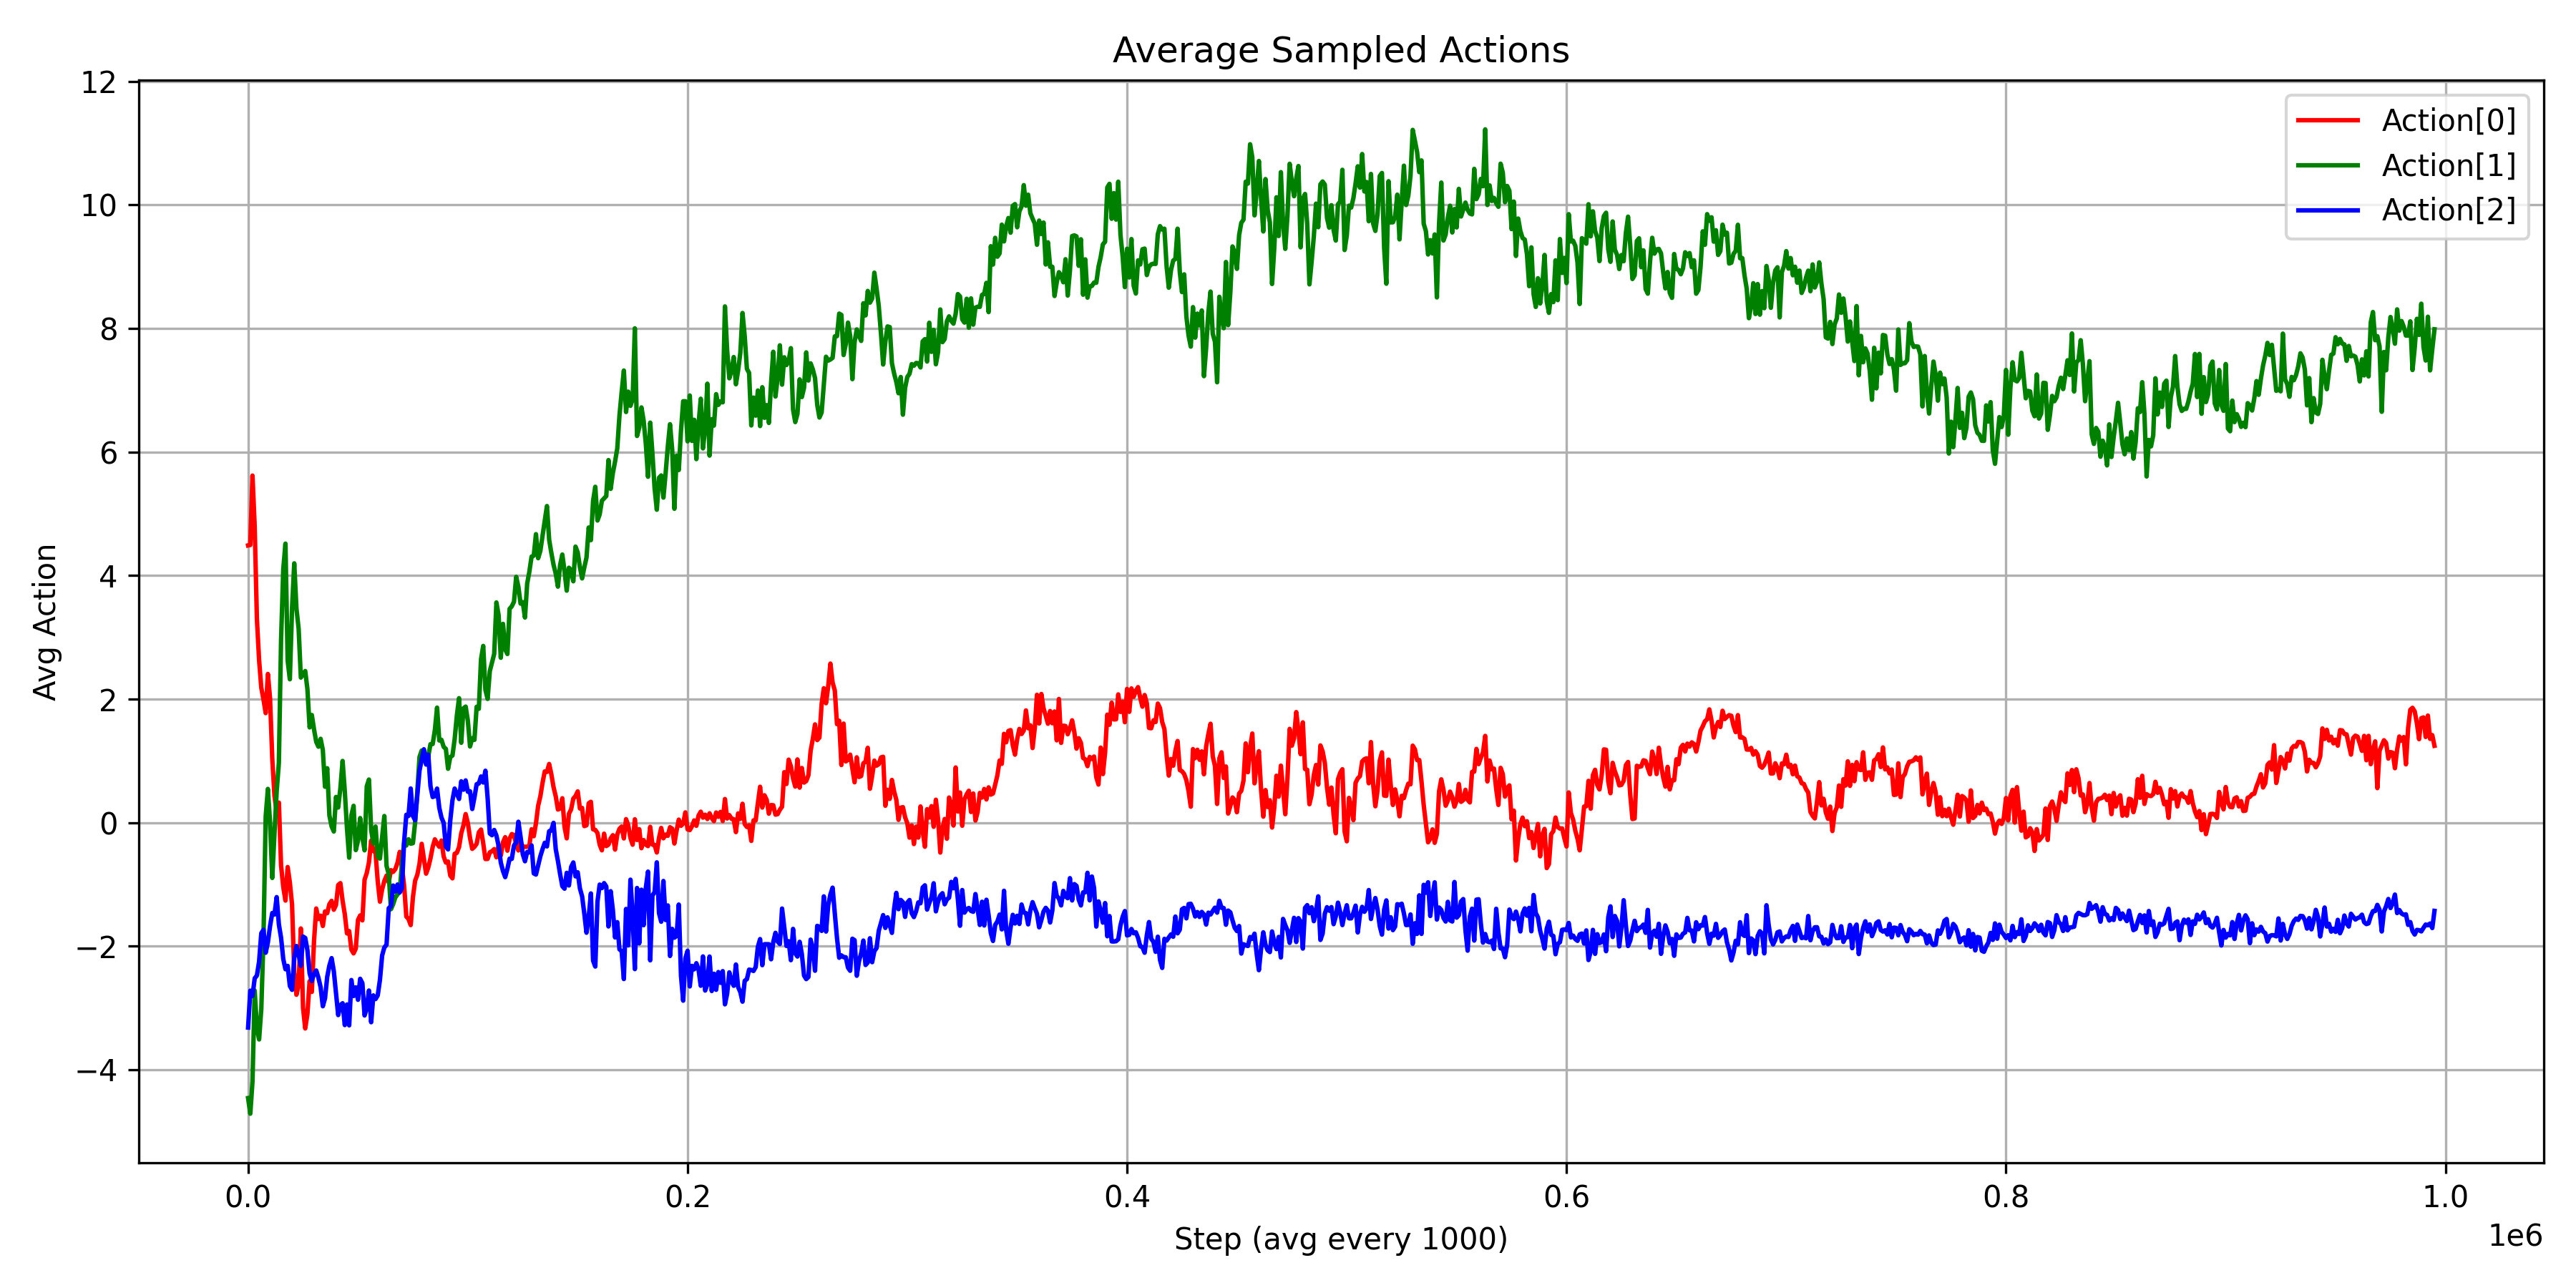 Average Sampled Actions
12
10
8
6
4
2
0
−2
−4
Avg Action
Action[0]
Action[1]
Action[2]
0.0 0.2 0.4 0.6 0.8 1.0
1e6
Step (avg every 1000)